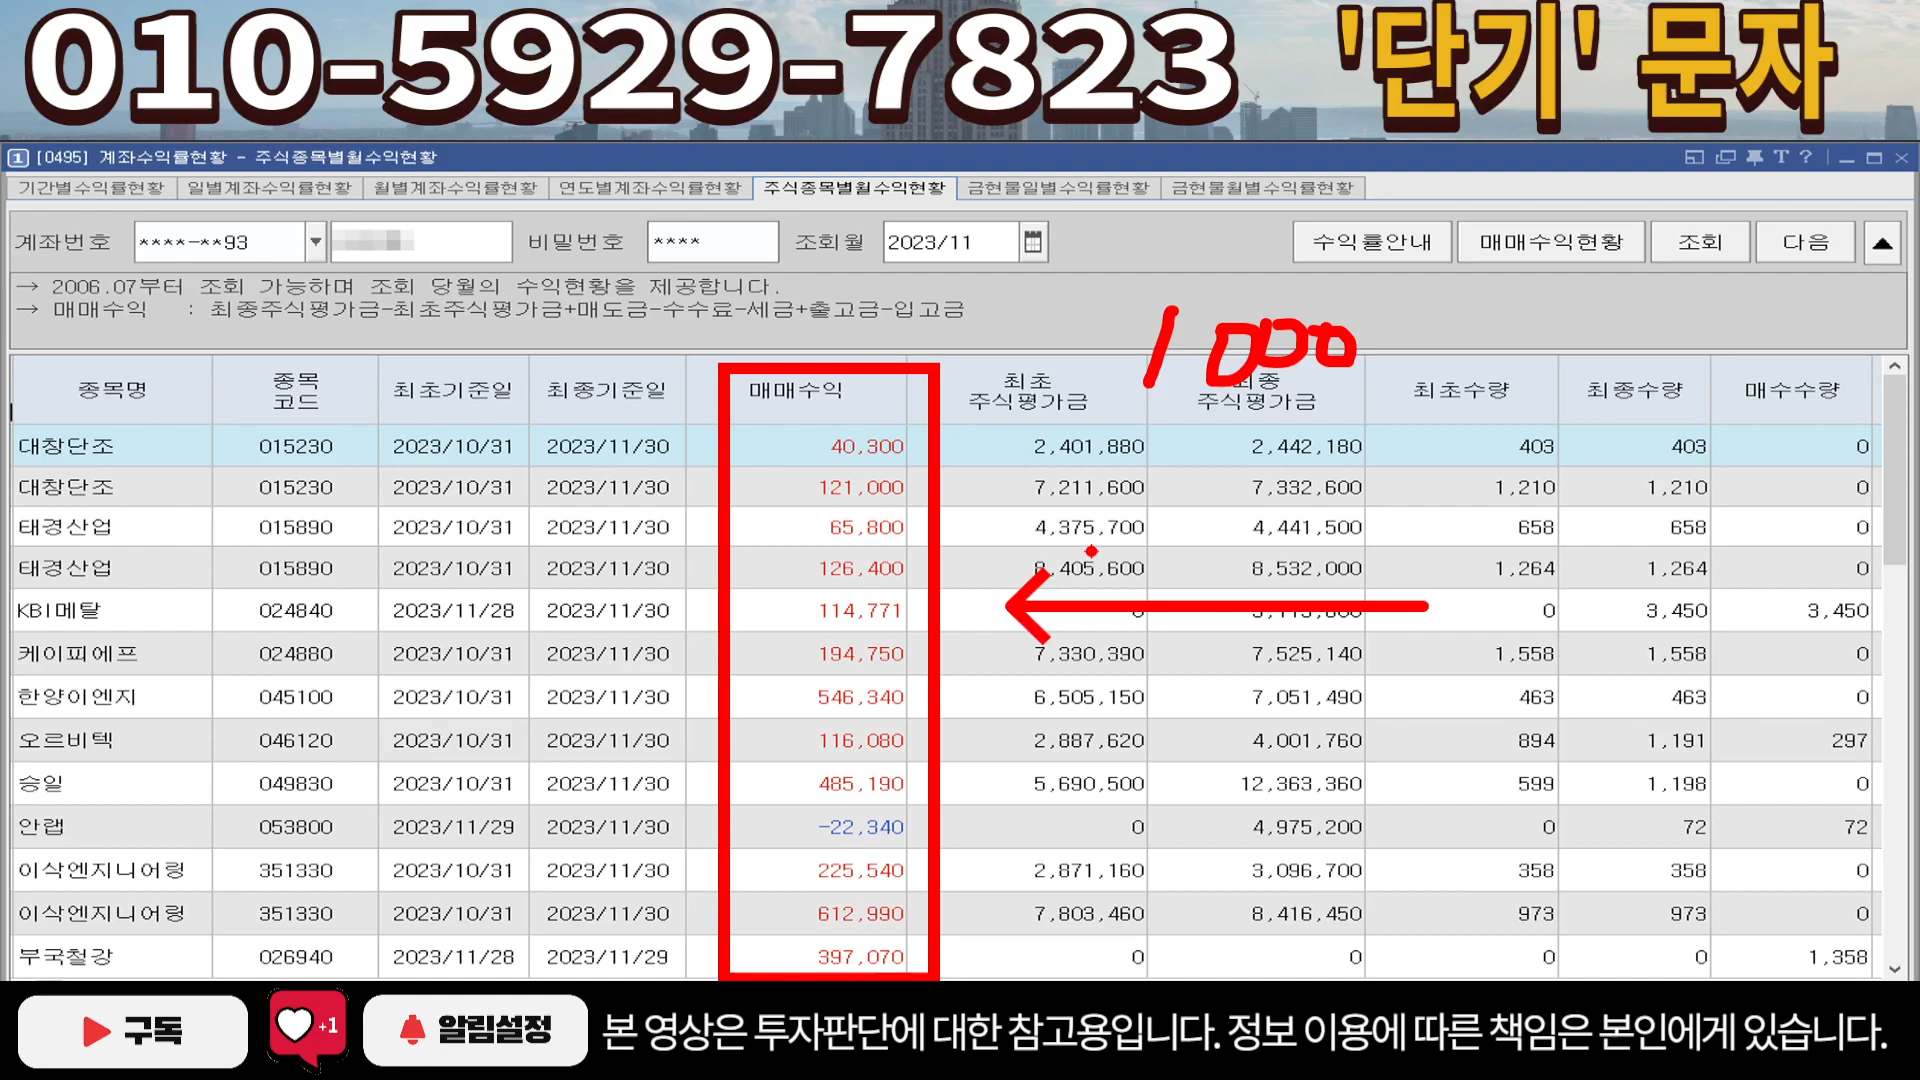 010-5929-7823 '단기' 문자
1 [0495] 계좌수익률현황 - 주식종목별월수익현황
기간별수익률현황 일별계좌수익률현황 월별계좌수익률현황 연도별계좌수익률현황 주식종목별월수익현황 금현물일별수익률현황 금현물월별수익률현황
계좌번호 ****-**93 비밀번호 **** 조회월 2023/11 수익률안내 매매수익현황 조회 다음
→ 2006.07부터 조회 가능하며 조회 당월의 수익현황을 제공합니다.
→ 매매수익 : 최종주식평가금-최초주식평가금+매도금-수수료-세금+출고금-입고금
1000
종목명 종목코드 최초기준일 최종기준일 매매수익 최초주식평가금 최종주식평가금 최초수량 최종수량 매수수량
대창단조 015230 2023/10/31 2023/11/30 40,300 2,401,880 2,442,180 403 403 0
대창단조 015230 2023/10/31 2023/11/30 121,000 7,211,600 7,332,600 1,210 1,210 0
태경산업 015890 2023/10/31 2023/11/30 65,800 4,375,700 4,441,500 658 658 0
태경산업 015890 2023/10/31 2023/11/30 126,400 8,405,600 8,532,000 1,264 1,264 0
KBI메탈 024840 2023/11/28 2023/11/30 114,771 0 0 3,450 3,450
케이피에프 024880 2023/10/31 2023/11/30 194,750 7,330,390 7,525,140 1,558 1,558 0
한양이엔지 045100 2023/10/31 2023/11/30 546,340 6,505,150 7,051,490 463 463 0
오르비텍 046120 2023/10/31 2023/11/30 116,080 2,887,620 4,001,760 894 1,191 297
승일 049830 2023/10/31 2023/11/30 485,190 5,690,500 12,363,360 599 1,198 0
안랩 053800 2023/11/29 2023/11/30 -22,340 0 4,975,200 0 72 72
이삭엔지니어링 351330 2023/10/31 2023/11/30 225,540 2,871,160 3,096,700 358 358 0
이삭엔지니어링 351330 2023/10/31 2023/11/30 612,990 7,803,460 8,416,450 973 973 0
부국철강 026940 2023/11/28 2023/11/29 397,070 0 0 0 0 1,358
구독 +1 알림설정 본 영상은 투자판단에 대한 참고용입니다. 정보 이용에 따른 책임은 본인에게 있습니다.